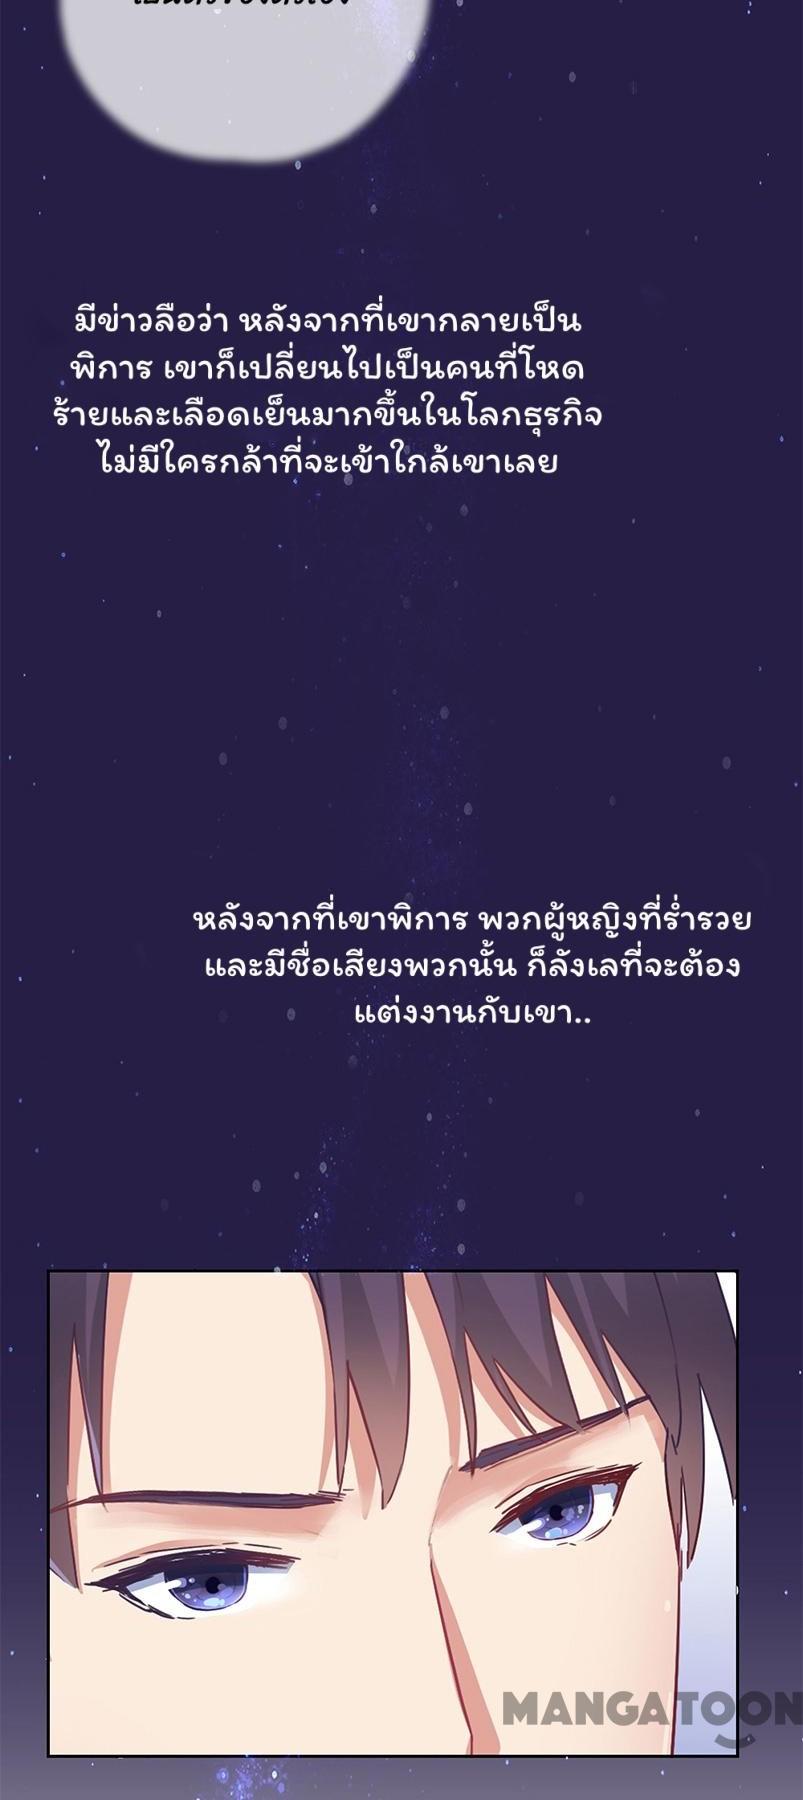 มีข่าวลือว่า หลังจากที่เขากลายเป็น
พิการ เขาก็เปลี่ยนไปเป็นคนที่โหด
ร้ายและเลือดเย็นมากขึ้นในโลกธุรกิจ
ไม่มีใครกล้าที่จะเข้าใกล้เขาเลย
หลังจากที่เขาพิการ พวกผู้หญิงที่ร่ำรวย
และมีชื่อเสียงพวกนั้น ก็ลังเลที่จะต้อง
แต่งงานกับเขา..
MANGATOON